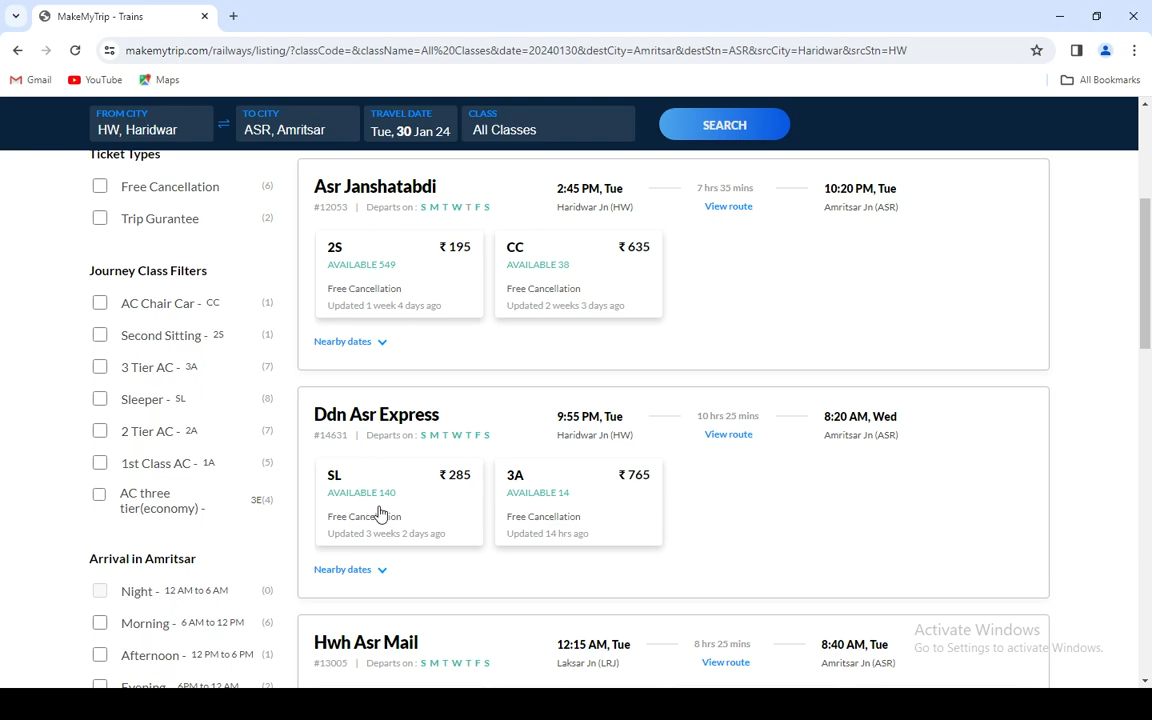 MakeMyTrip - Trains
makemytrip.com/railways/listing/?classCode=&className=All%20Classes&date=20240130&destCity=Amritsar&destStn=ASR&srcCity=Haridwar&srcStn=HW
Gmail YouTube Maps All Bookmarks
FROM CITY TO CITY TRAVEL DATE CLASS
HW, Haridwar ASR, Amritsar Tue, 30 Jan 24 All Classes SEARCH
Ticket Types
Free Cancellation (6)
Trip Gurantee (2)
Journey Class Filters
AC Chair Car - CC (1)
Second Sitting - 2S (1)
3 Tier AC - 3A (7)
Sleeper - SL (8)
2 Tier AC - 2A (7)
1st Class AC - 1A (5)
AC three
tier(economy) - 3E(4)
Arrival in Amritsar
Night - 12 AM to 6 AM (0)
Morning - 6 AM to 12 PM (6)
Afternoon - 12 PM to 6 PM (1)
Evening 6PM to 12 AM (2)
Asr Janshatabdi 2:45 PM, Tue 7 hrs 35 mins 10:20 PM, Tue
#12053 | Departs on : S M T W T F S Haridwar Jn (HW) View route Amritsar Jn (ASR)
2S ₹ 195 CC ₹ 635
AVAILABLE 549 AVAILABLE 38
Free Cancellation Free Cancellation
Updated 1 week 4 days ago Updated 2 weeks 3 days ago
Nearby dates
Ddn Asr Express 9:55 PM, Tue 10 hrs 25 mins 8:20 AM, Wed
#14631 | Departs on : S M T W T F S Haridwar Jn (HW) View route Amritsar Jn (ASR)
SL ₹ 285 3A ₹ 765
AVAILABLE 140 AVAILABLE 14
Free Cancellation Free Cancellation
Updated 3 weeks 2 days ago Updated 14 hrs ago
Nearby dates
Hwh Asr Mail 12:15 AM, Tue 8 hrs 25 mins 8:40 AM, Tue
#13005 | Departs on : S M T W T F S Laksar Jn (LRJ) View route Amritsar Jn (ASR)
Activate Windows
Go to Settings to activate Windows.